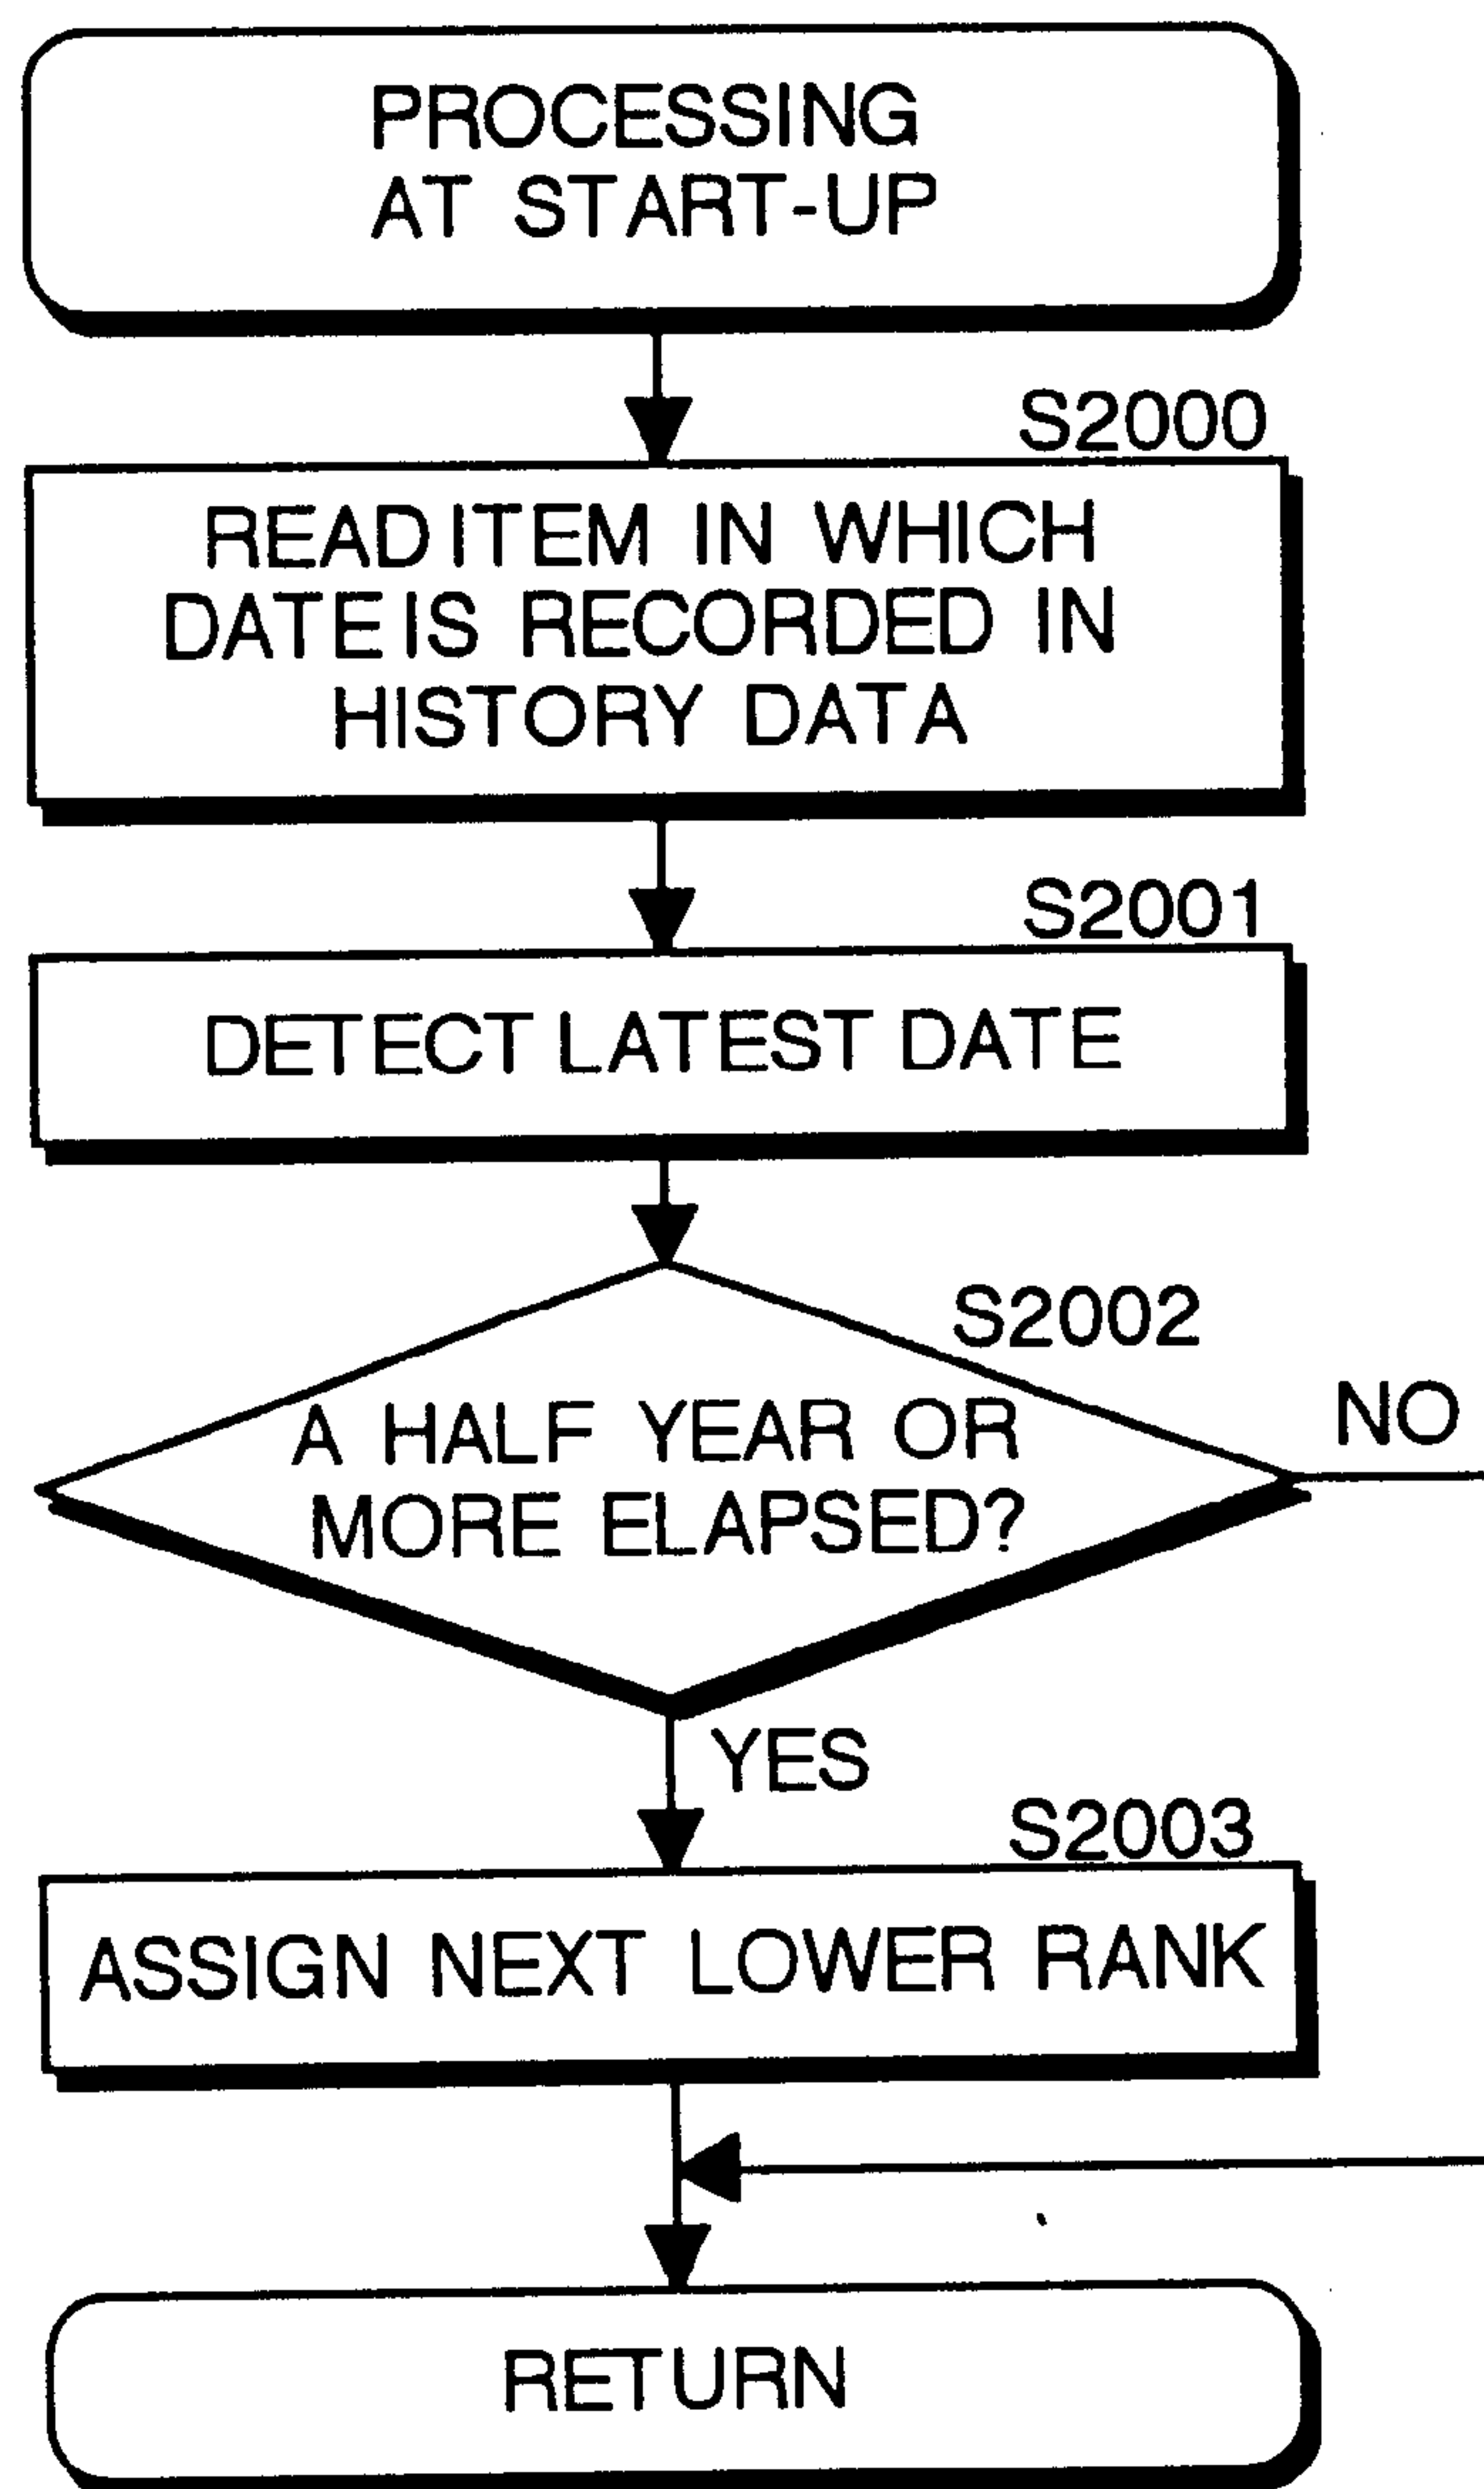 PROCESSING
AT START-UP
S2000
READ ITEM IN WHICH
DATE IS RECORDED IN
HISTORY DATA
S2001
DETECT LATEST DATE
S2002
A HALF YEAR OR
MORE ELAPSED?
NO
YES
S2003
ASSIGN NEXT LOWER RANK
RETURN